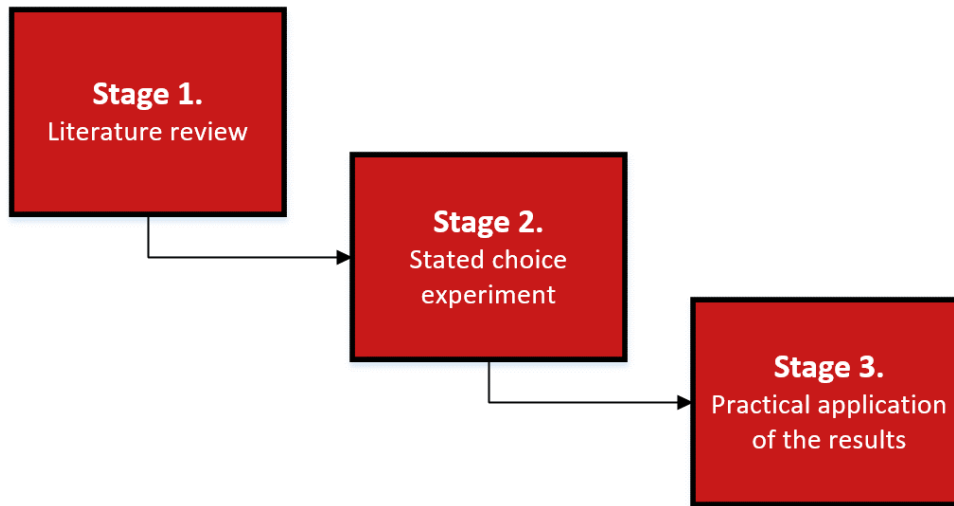 Stage 1.
Literature review
Stage 2.
Stated choice
experiment
Stage 3.
Practical application
of the results